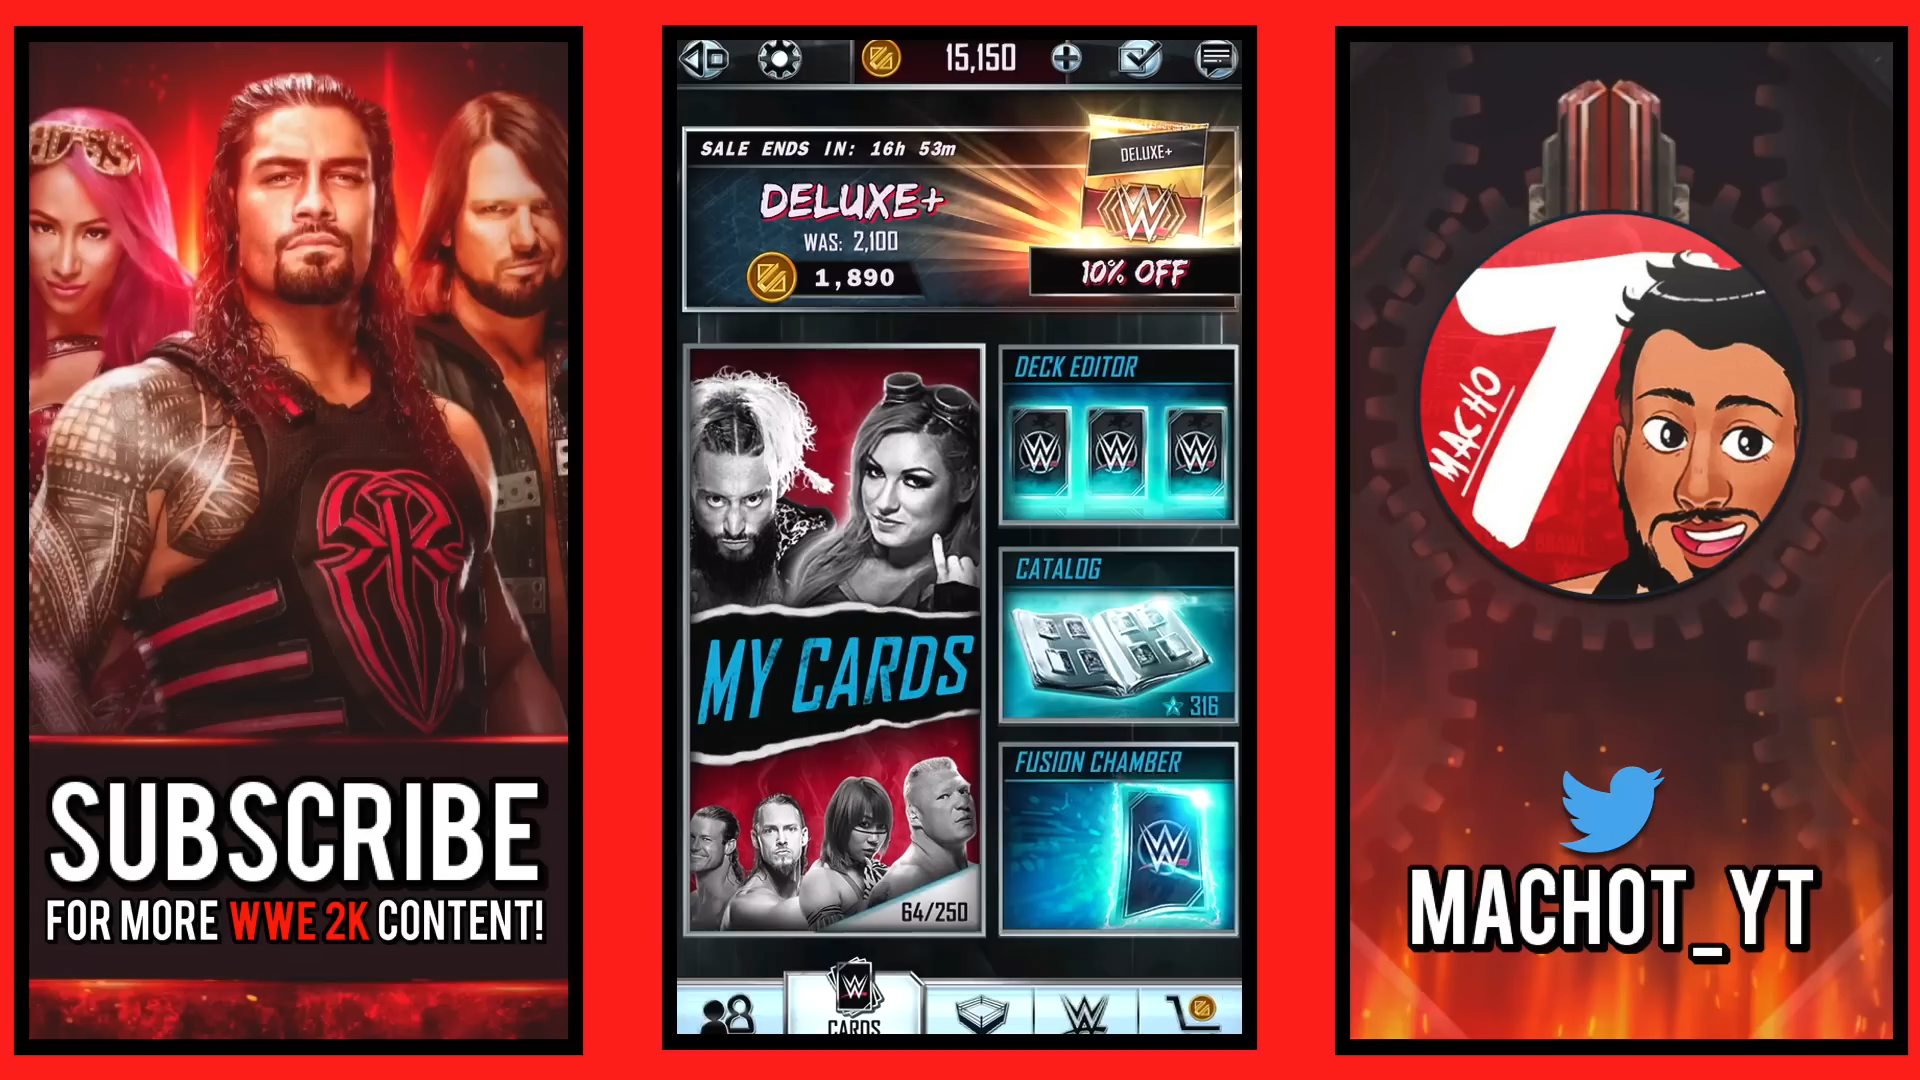 SUBSCRIBE
FOR MORE WWE 2K CONTENT!
15,150
SALE ENDS IN: 16h 53m
DELUXE+
WAS: 2,100
1,890
DELUXE+
10% OFF
MY CARDS
64/250
DECK EDITOR
CATALOG
316
FUSION CHAMBER
CARDS
MACHO
T
MACHOT_YT